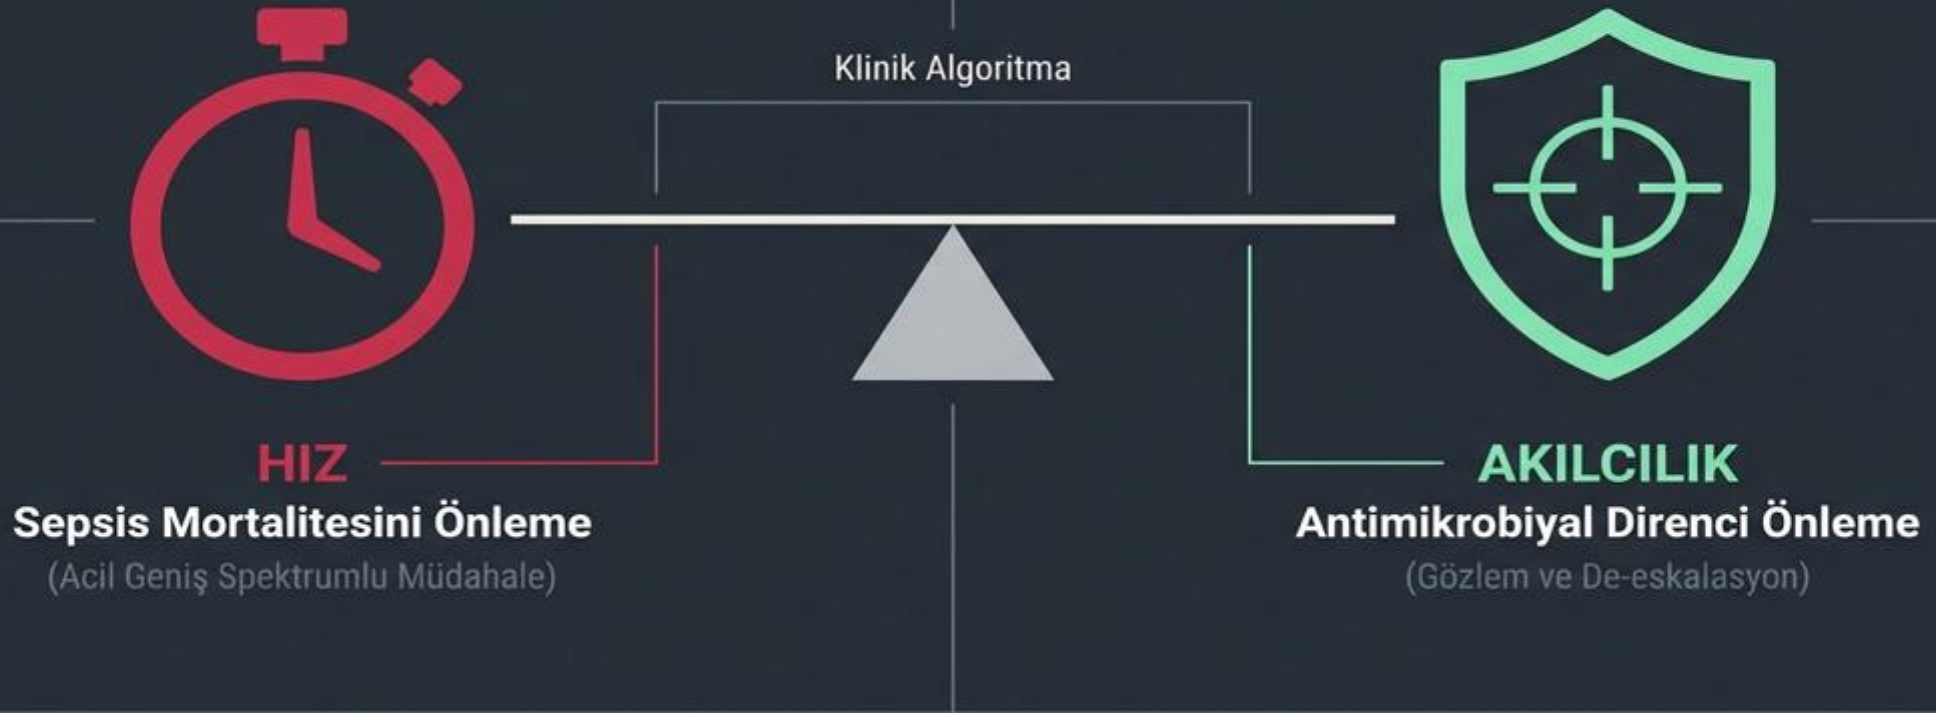 Klinik Algoritma
HIZ
Sepsis Mortalitesini Önleme
(Acil Geniş Spektrumlu Müdahale)
AKILCILIK
Antimikrobiyal Direnci Önleme
(Gözlem ve De-eskalasyon)